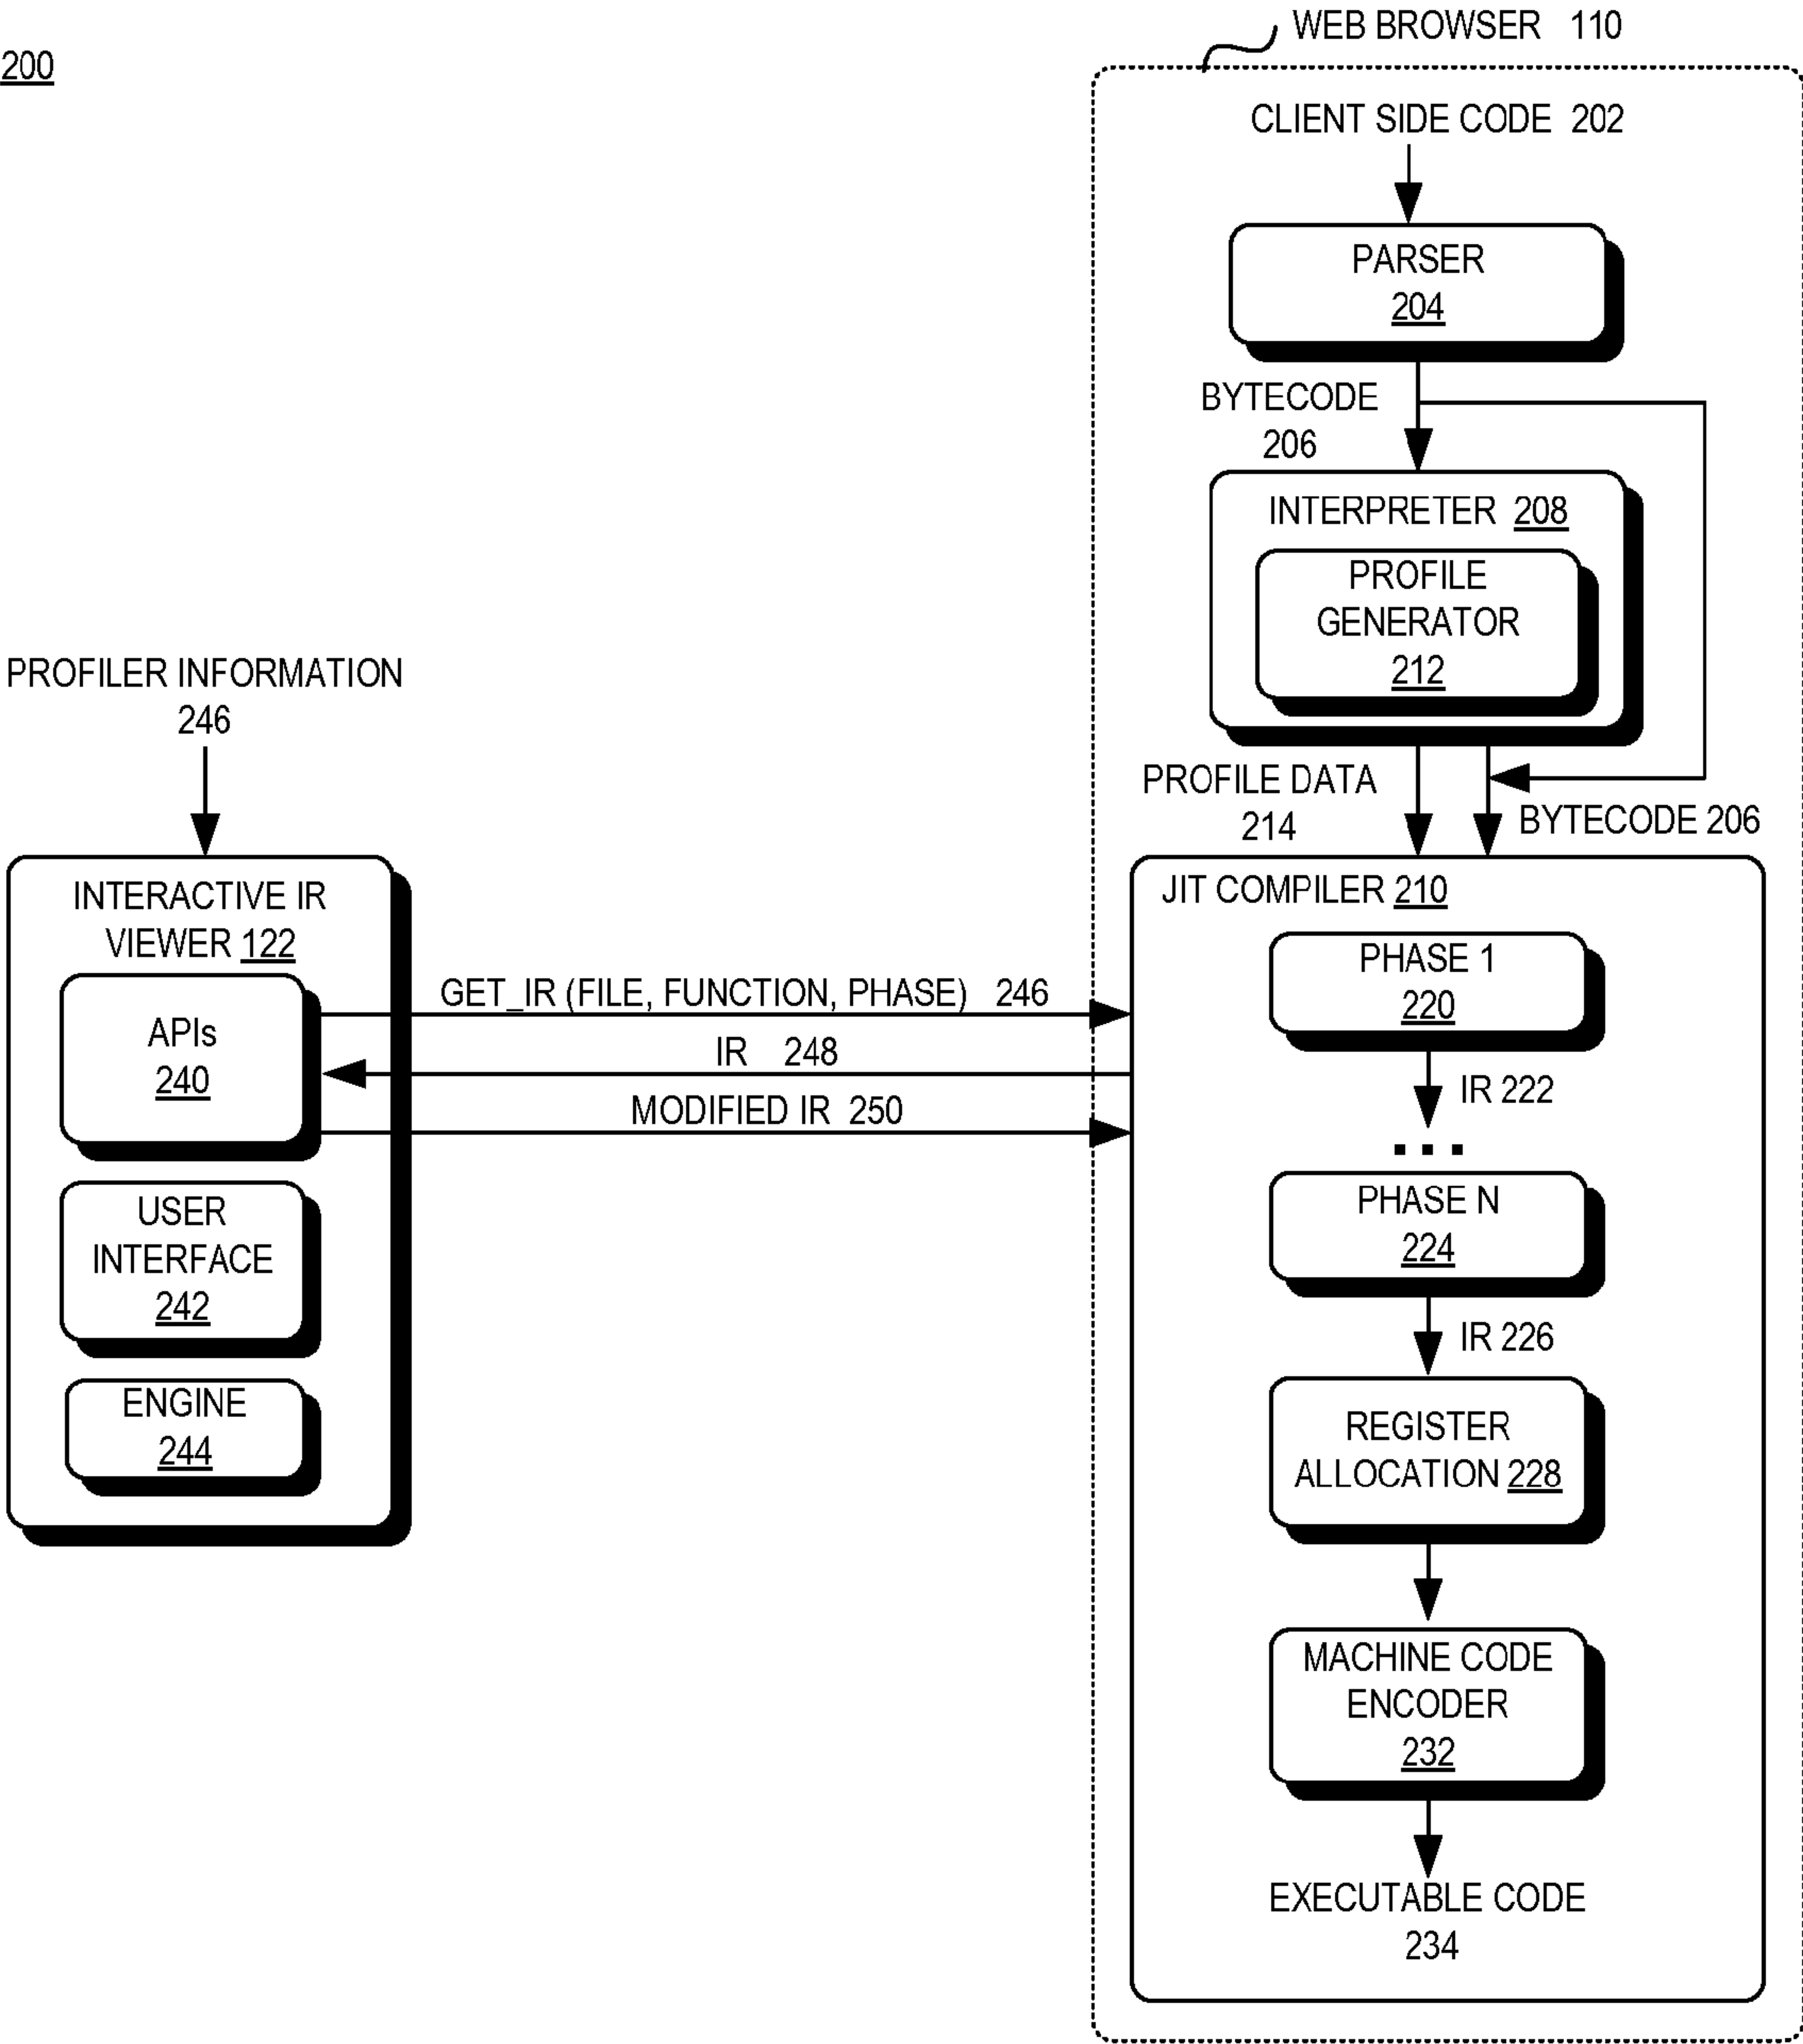 200
WEB BROWSER 110
CLIENT SIDE CODE 202
PARSER
204
BYTECODE
206
INTERPRETER 208
PROFILE
GENERATOR
212
PROFILE DATA
214
BYTECODE 206
PROFILER INFORMATION
246
INTERACTIVE IR
VIEWER 122
APIs
240
USER
INTERFACE
242
ENGINE
244
GET_IR (FILE, FUNCTION, PHASE) 246
IR 248
MODIFIED IR 250
JIT COMPILER 210
PHASE 1
220
IR 222
...
PHASE N
224
IR 226
REGISTER
ALLOCATION 228
MACHINE CODE
ENCODER
232
EXECUTABLE CODE
234